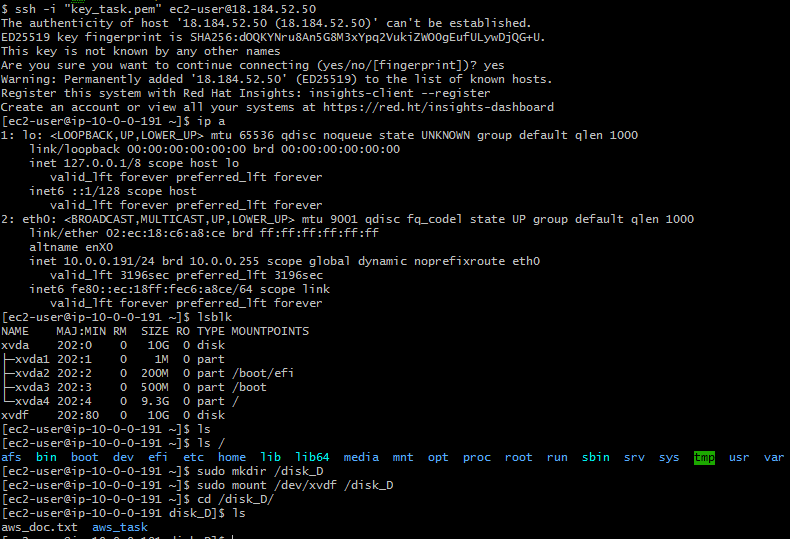 $ ssh -i "key_task.pem" ec2-user@18.184.52.50
The authenticity of host '18.184.52.50 (18.184.52.50)' can't be established.
ED25519 key fingerprint is SHA256:dOQKYNru8An5G8M3xYpq2VukiZWOOgEufULywDjQG+U.
This key is not known by any other names
Are you sure you want to continue connecting (yes/no/[fingerprint])? yes
Warning: Permanently added '18.184.52.50' (ED25519) to the list of known hosts.
Register this system with Red Hat Insights: insights-client --register
Create an account or view all your systems at https://red.ht/insights-dashboard
[ec2-user@ip-10-0-0-191 ~]$ ip a
1: lo: <LOOPBACK,UP,LOWER_UP> mtu 65536 qdisc noqueue state UNKNOWN group default qlen 1000
    link/loopback 00:00:00:00:00:00 brd 00:00:00:00:00:00
    inet 127.0.0.1/8 scope host lo
       valid_lft forever preferred_lft forever
    inet6 ::1/128 scope host
       valid_lft forever preferred_lft forever
2: eth0: <BROADCAST,MULTICAST,UP,LOWER_UP> mtu 9001 qdisc fq_codel state UP group default qlen 1000
    link/ether 02:ec:18:c6:a8:ce brd ff:ff:ff:ff:ff:ff
    altname enX0
    inet 10.0.0.191/24 brd 10.0.0.255 scope global dynamic noprefixroute eth0
       valid_lft 3196sec preferred_lft 3196sec
    inet6 fe80::ec:18ff:fec6:a8ce/64 scope link
       valid_lft forever preferred_lft forever
[ec2-user@ip-10-0-0-191 ~]$ lsblk
NAME    MAJ:MIN RM  SIZE RO TYPE MOUNTPOINTS
xvda    202:0    0   10G  0 disk
├─xvda1 202:1    0    1M  0 part
├─xvda2 202:2    0  200M  0 part /boot/efi
├─xvda3 202:3    0  500M  0 part /boot
└─xvda4 202:4    0  9.3G  0 part /
xvdf    202:80   0   10G  0 disk
[ec2-user@ip-10-0-0-191 ~]$ ls
[ec2-user@ip-10-0-0-191 ~]$ ls /
afs  bin  boot  dev  efi  etc  home  lib  lib64  media  mnt  opt  proc  root  run  sbin  srv  sys  tmp  usr  var
[ec2-user@ip-10-0-0-191 ~]$ sudo mkdir /disk_D
[ec2-user@ip-10-0-0-191 ~]$ sudo mount /dev/xvdf /disk_D
[ec2-user@ip-10-0-0-191 ~]$ cd /disk_D/
[ec2-user@ip-10-0-0-191 disk_D]$ ls
aws_doc.txt  aws_task
[ec2-user@ip-10-0-0-191 disk_D]$